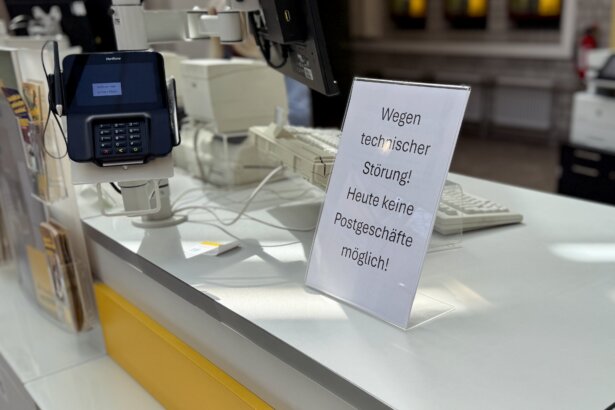 Wegen
technischer
Störung!
Heute keine
Postgeschäfte
möglich!